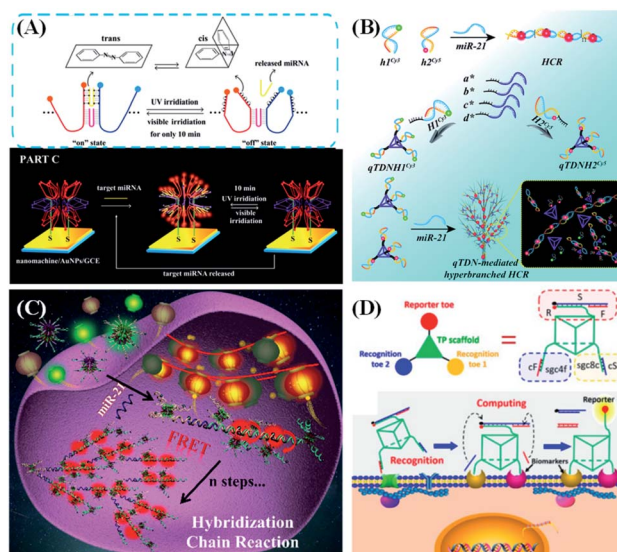 (A)
trans
cis
released miRNA
UV irridiation
visible irridiation
for only 10 min
"on" state
"off" state
PART C
target miRNA
10 min
UV irridiation
visible
irridiation
S
S
S
S
S
S
nanomachine/AuNPs/GCE
target miRNA released
(B)
h1Cy3
h2Cy5
miR-21
HCR
a*
b*
c*
d*
H1Cy3
H2Cy5
qTDNH1Cy3
qTDNH2Cy5
miR-21
qTDN-mediated
hyperbranched HCR
(C)
miR-21
FRET
n steps...
Hybridization
Chain Reaction
(D)
Reporter toe
TP scaffold
Recognition
toe 2
Recognition
toe 1
=
S
R
F
cF
sgc4f
sgc8c
cS
Computing
Reporter
Recognition
Biomarkers